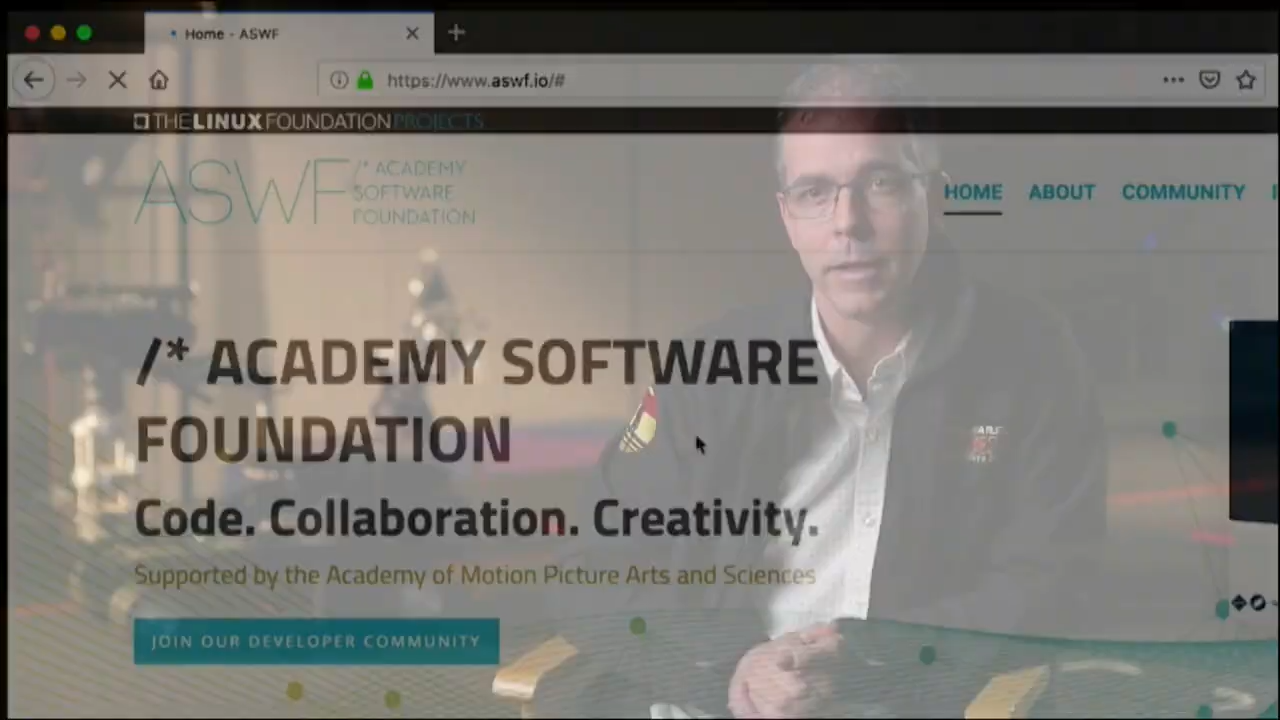 Home - ASWF
https://www.aswf.io/#
THE LINUX FOUNDATION PROJECTS
ASWF /* ACADEMY
SOFTWARE
FOUNDATION
HOME ABOUT COMMUNITY
/* ACADEMY SOFTWARE
FOUNDATION
Code. Collaboration. Creativity.
Supported by the Academy of Motion Picture Arts and Sciences
JOIN OUR DEVELOPER COMMUNITY